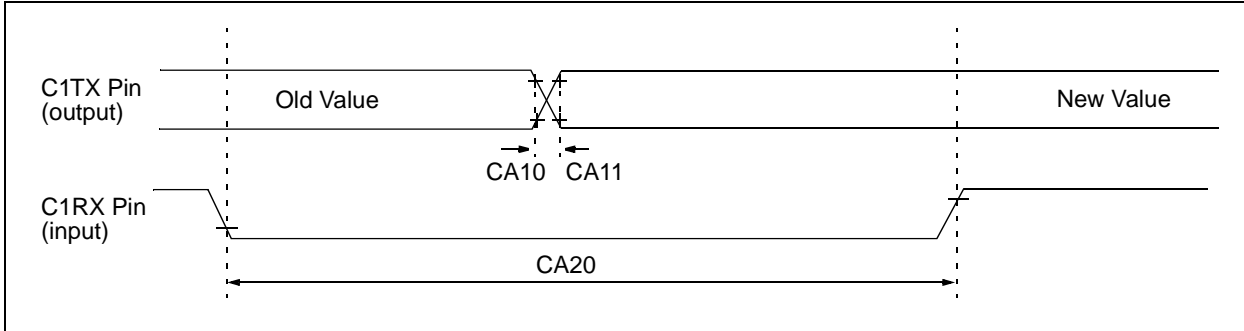 C1TX Pin
(output)
Old Value
New Value
CA10 CA11
C1RX Pin
(input)
CA20